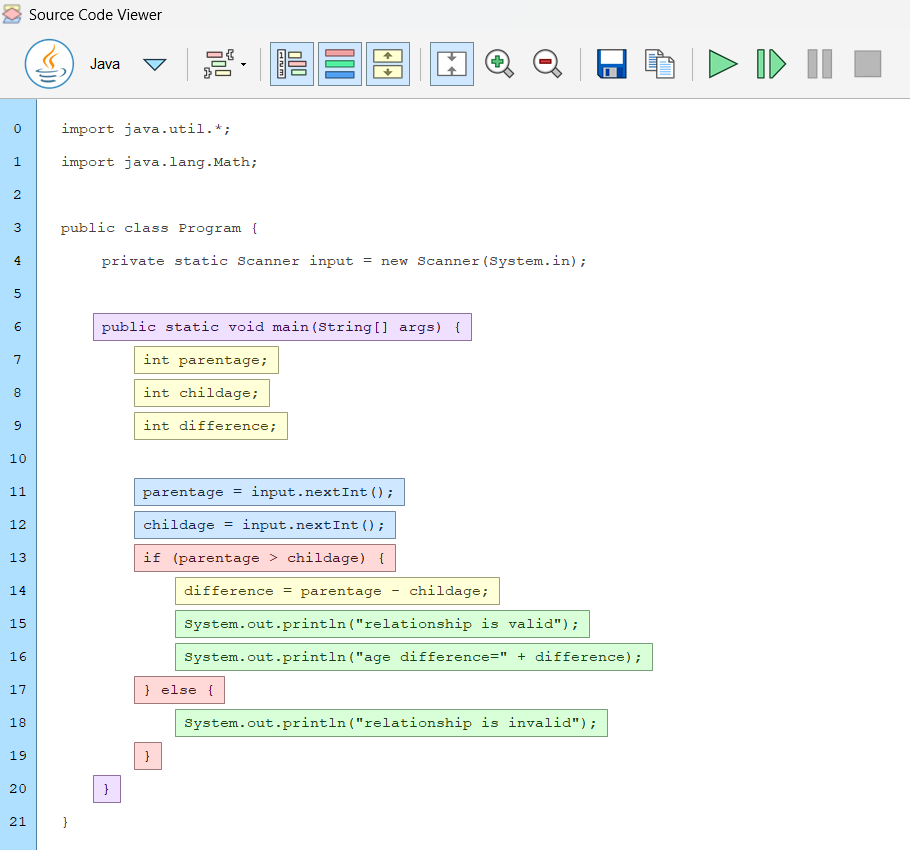 Source Code Viewer
Java
0 import java.util.*;
1 import java.lang.Math;
2
3 public class Program {
4 private static Scanner input = new Scanner(System.in);
5
6 public static void main(String[] args) {
7 int parentage;
8 int childage;
9 int difference;
10
11 parentage = input.nextInt();
12 childage = input.nextInt();
13 if (parentage > childage) {
14 difference = parentage - childage;
15 System.out.println("relationship is valid");
16 System.out.println("age difference=" + difference);
17 } else {
18 System.out.println("relationship is invalid");
19 }
20 }
21 }